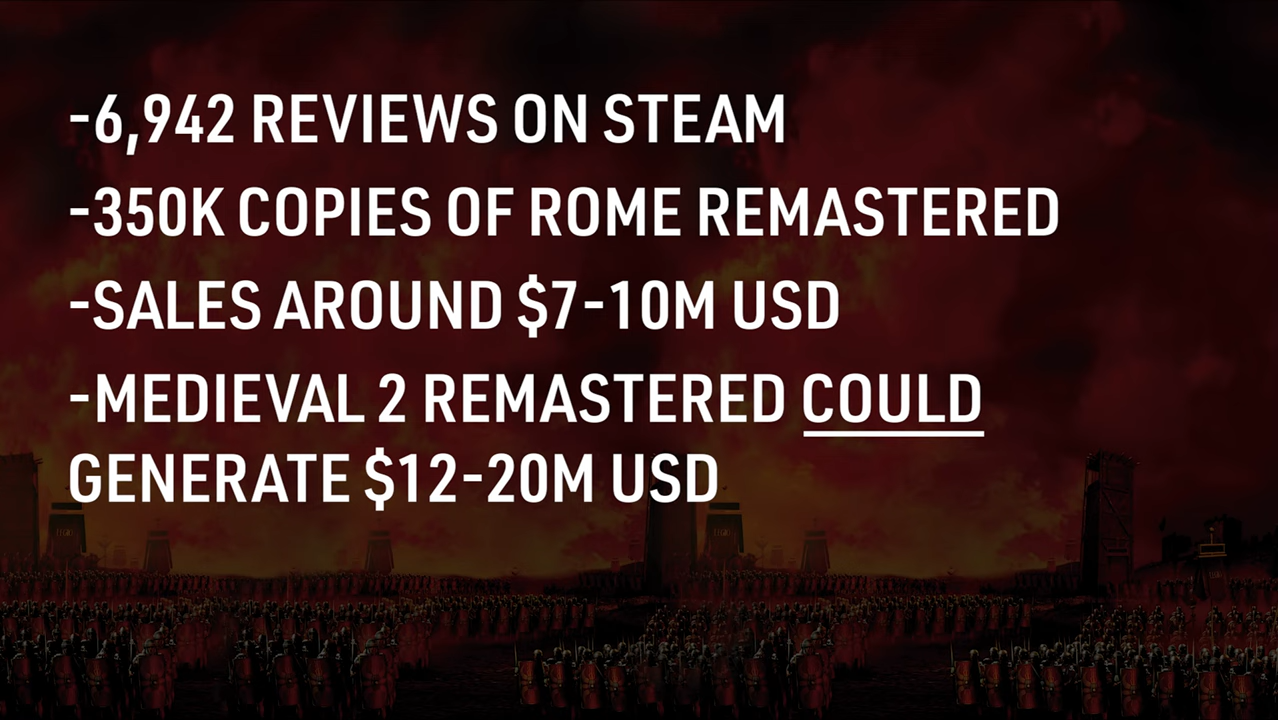 -6,942 REVIEWS ON STEAM
-350K COPIES OF ROME REMASTERED
-SALES AROUND $7-10M USD
-MEDIEVAL 2 REMASTERED COULD
GENERATE $12-20M USD